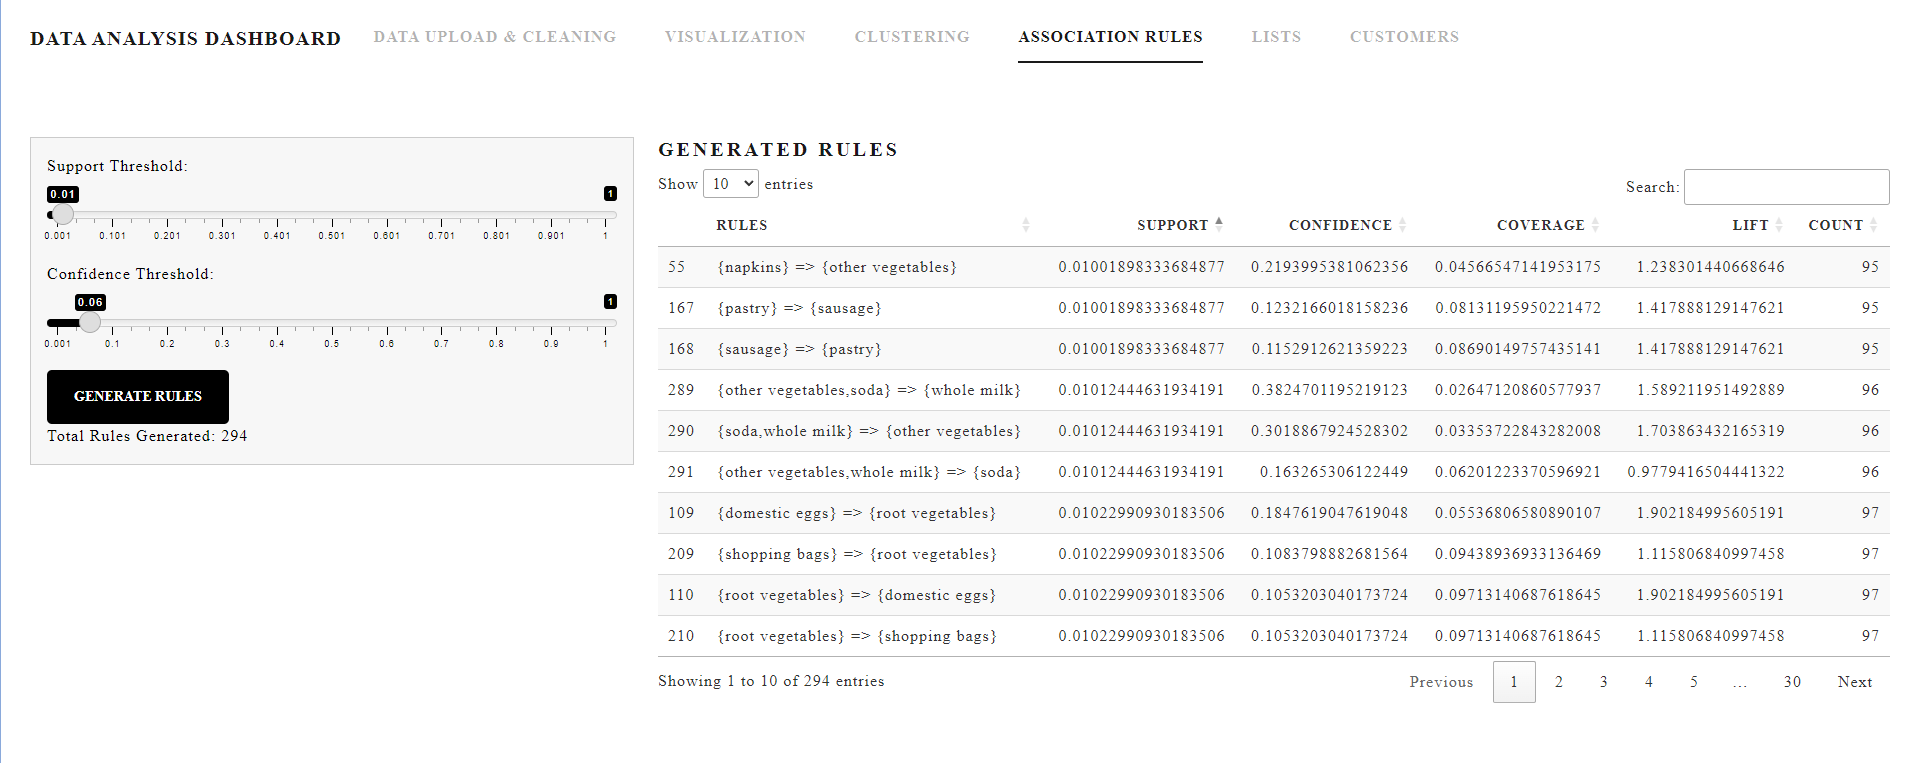 DATA ANALYSIS DASHBOARD DATA UPLOAD & CLEANING VISUALIZATION CLUSTERING ASSOCIATION RULES LISTS CUSTOMERS
Support Threshold:
0.01 1
0.001 0.101 0.201 0.301 0.401 0.501 0.601 0.701 0.801 0.901 1
Confidence Threshold:
0.06 1
0.001 0.1 0.2 0.3 0.4 0.5 0.6 0.7 0.8 0.9 1
GENERATE RULES
Total Rules Generated: 294
GENERATED RULES
Show 10 entries
Search:
RULES SUPPORT CONFIDENCE COVERAGE LIFT COUNT
55 {napkins} => {other vegetables} 0.01001898333684877 0.2193995381062356 0.04566547141953175 1.238301440668646 95
167 {pastry} => {sausage} 0.01001898333684877 0.1232166018158236 0.08131195950221472 1.417888129147621 95
168 {sausage} => {pastry} 0.01001898333684877 0.1152912621359223 0.08690149757435141 1.417888129147621 95
289 {other vegetables,soda} => {whole milk} 0.01012444631934191 0.3824701195219123 0.02647120860577937 1.589211951492889 96
290 {soda,whole milk} => {other vegetables} 0.01012444631934191 0.3018867924528302 0.03353722843282008 1.703863432165319 96
291 {other vegetables,whole milk} => {soda} 0.01012444631934191 0.163265306122449 0.06201223370596921 0.9779416504441322 96
109 {domestic eggs} => {root vegetables} 0.01022990930183506 0.1847619047619048 0.05536806580890107 1.902184995605191 97
209 {shopping bags} => {root vegetables} 0.01022990930183506 0.1083798882681564 0.09438936933136469 1.115806840997458 97
110 {root vegetables} => {domestic eggs} 0.01022990930183506 0.1053203040173724 0.09713140687618645 1.902184995605191 97
210 {root vegetables} => {shopping bags} 0.01022990930183506 0.1053203040173724 0.09713140687618645 1.115806840997458 97
Showing 1 to 10 of 294 entries
Previous 1 2 3 4 5 … 30 Next